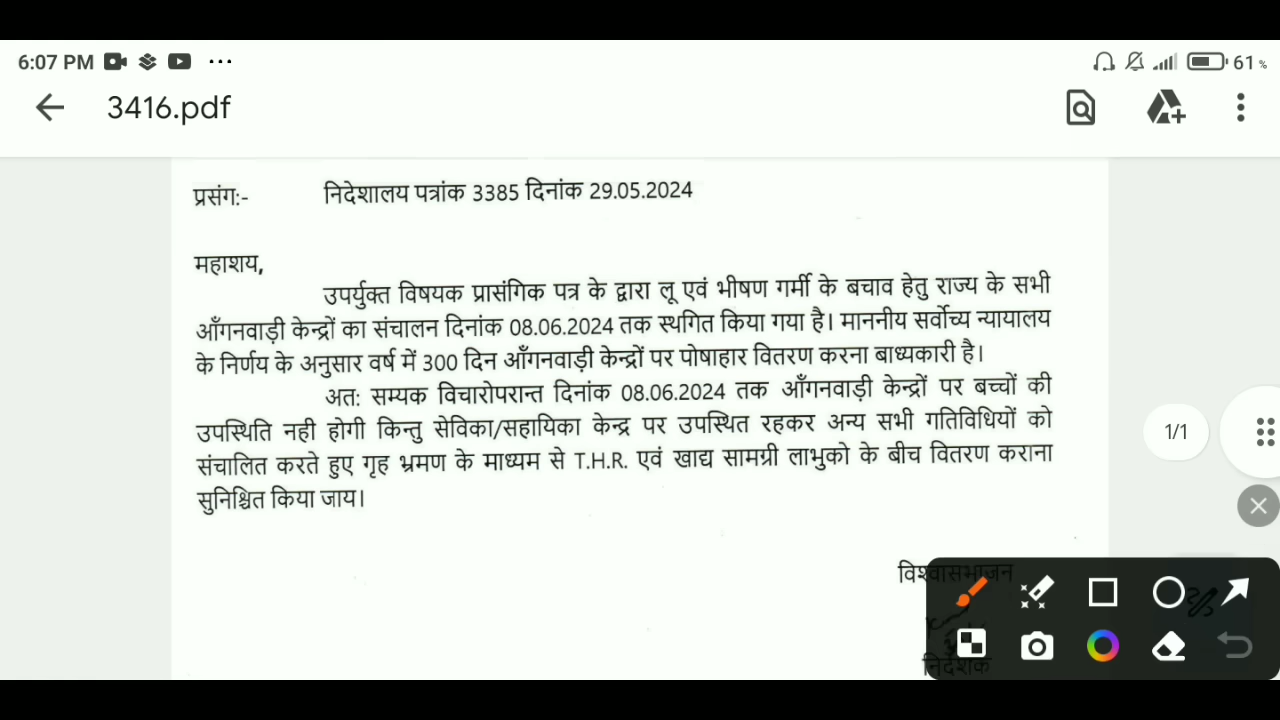 6:07 PM ... 61 %
3416.pdf
प्रसंग:- निदेशालय पत्रांक 3385 दिनांक 29.05.2024
महाशय,
उपर्युक्त विषयक प्रासंगिक पत्र के द्वारा लू एवं भीषण गर्मी के बचाव हेतु राज्य के सभी
आँगनवाड़ी केन्द्रों का संचालन दिनांक 08.06.2024 तक स्थगित किया गया है। माननीय सर्वोच्य न्यायालय
के निर्णय के अनुसार वर्ष में 300 दिन आँगनवाड़ी केन्द्रों पर पोषाहार वितरण करना बाध्यकारी है।
अत: सम्यक विचारोपरान्त दिनांक 08.06.2024 तक आँगनवाड़ी केन्द्रों पर बच्चों की
उपस्थिति नही होगी किन्तु सेविका/सहायिका केन्द्र पर उपस्थित रहकर अन्य सभी गतिविधियों को
संचालित करते हुए गृह भ्रमण के माध्यम से T.H.R. एवं खाद्य सामग्री लाभुको के बीच वितरण कराना
सुनिश्चित किया जाय।
1/1
विश्वासभाजन
निदेशक